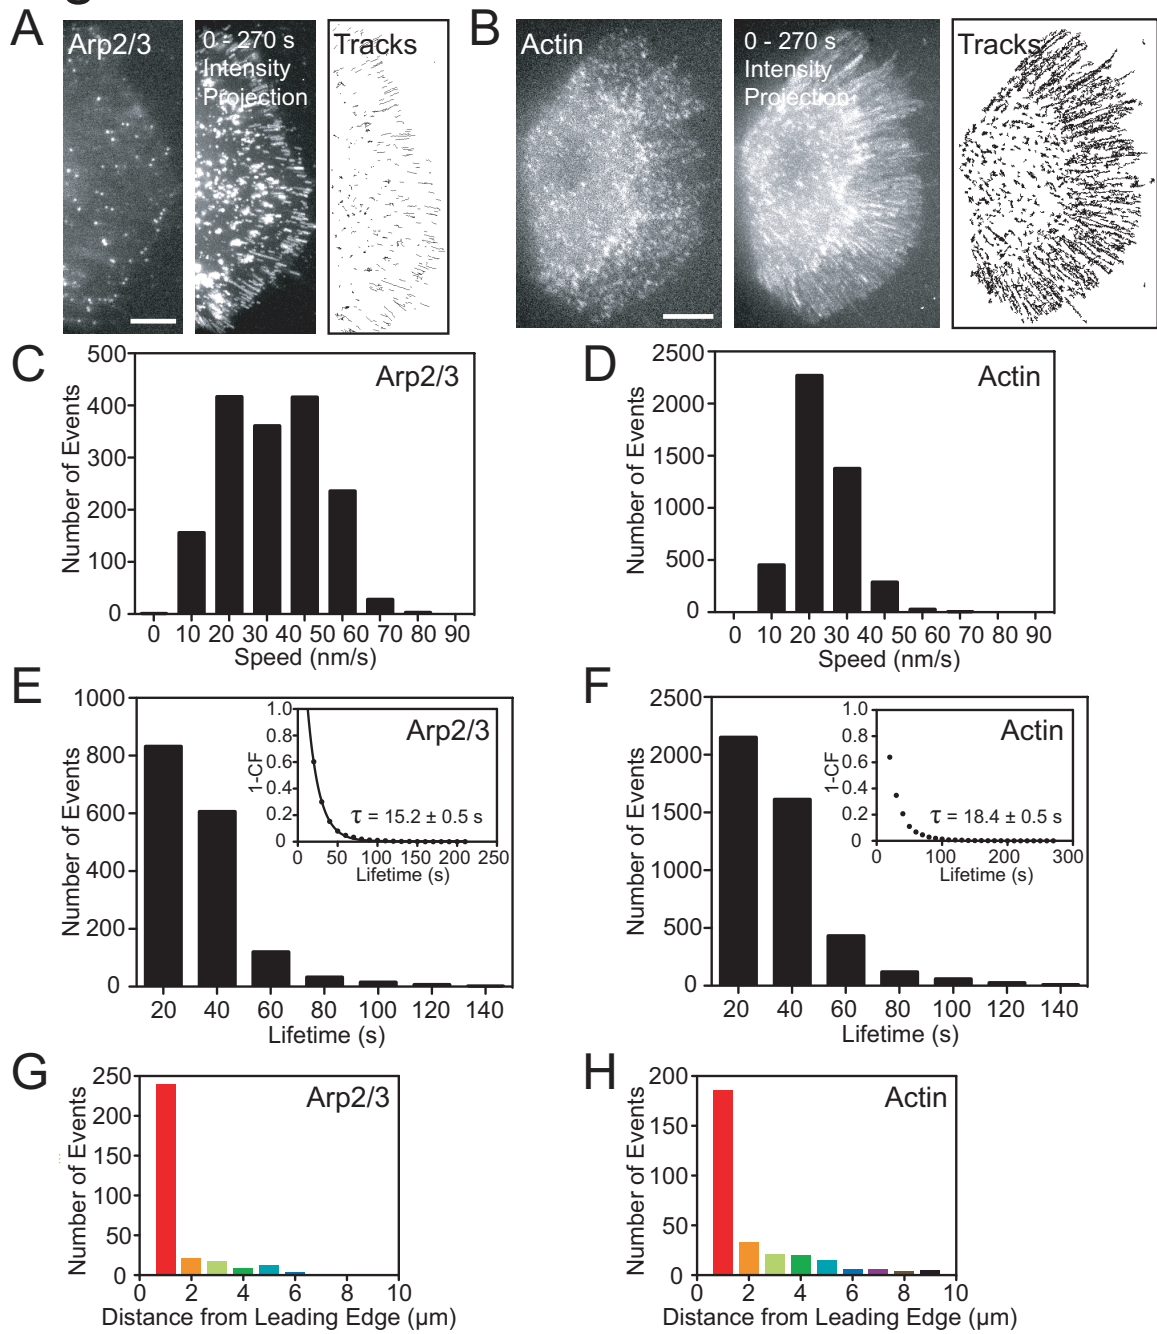 A
Arp2/3
0 - 270 s
Intensity
Projection
Tracks
B
Actin
0 - 270 s
Intensity
Projection
Tracks
C
Number of Events
500
400
300
200
100
0
Arp2/3
0 10 20 30 40 50 60 70 80 90
Speed (nm/s)
D
Number of Events
2500
2000
1500
1000
500
0
Actin
0 10 20 30 40 60 70 80 90
Speed (nm/s)
E
Number of Events
1000
800
600
400
200
0
Arp2/3
1-CF
1.0
0.8
0.6
0.4
0.2
0
τ = 15.2 ± 0.5 s
0 50 100 150 200 250
Lifetime (s)
20 40 60 80 100 120 140
Lifetime (s)
F
Number of Events
2500
2000
1500
1000
500
0
Actin
1-CF
1.0
0.8
0.6
0.4
0.2
0
τ = 18.4 ± 0.5 s
0 100 200 300
Lifetime (s)
20 40 60 80 100 120 140
Lifetime (s)
G
Number of Events
250
200
150
100
50
0
Arp2/3
0 2 4 6 8 10
Distance from Leading Edge (µm)
H
Number of Events
200
150
100
50
0
Actin
0 2 4 6 8 10
Distance from Leading Edge (µm)